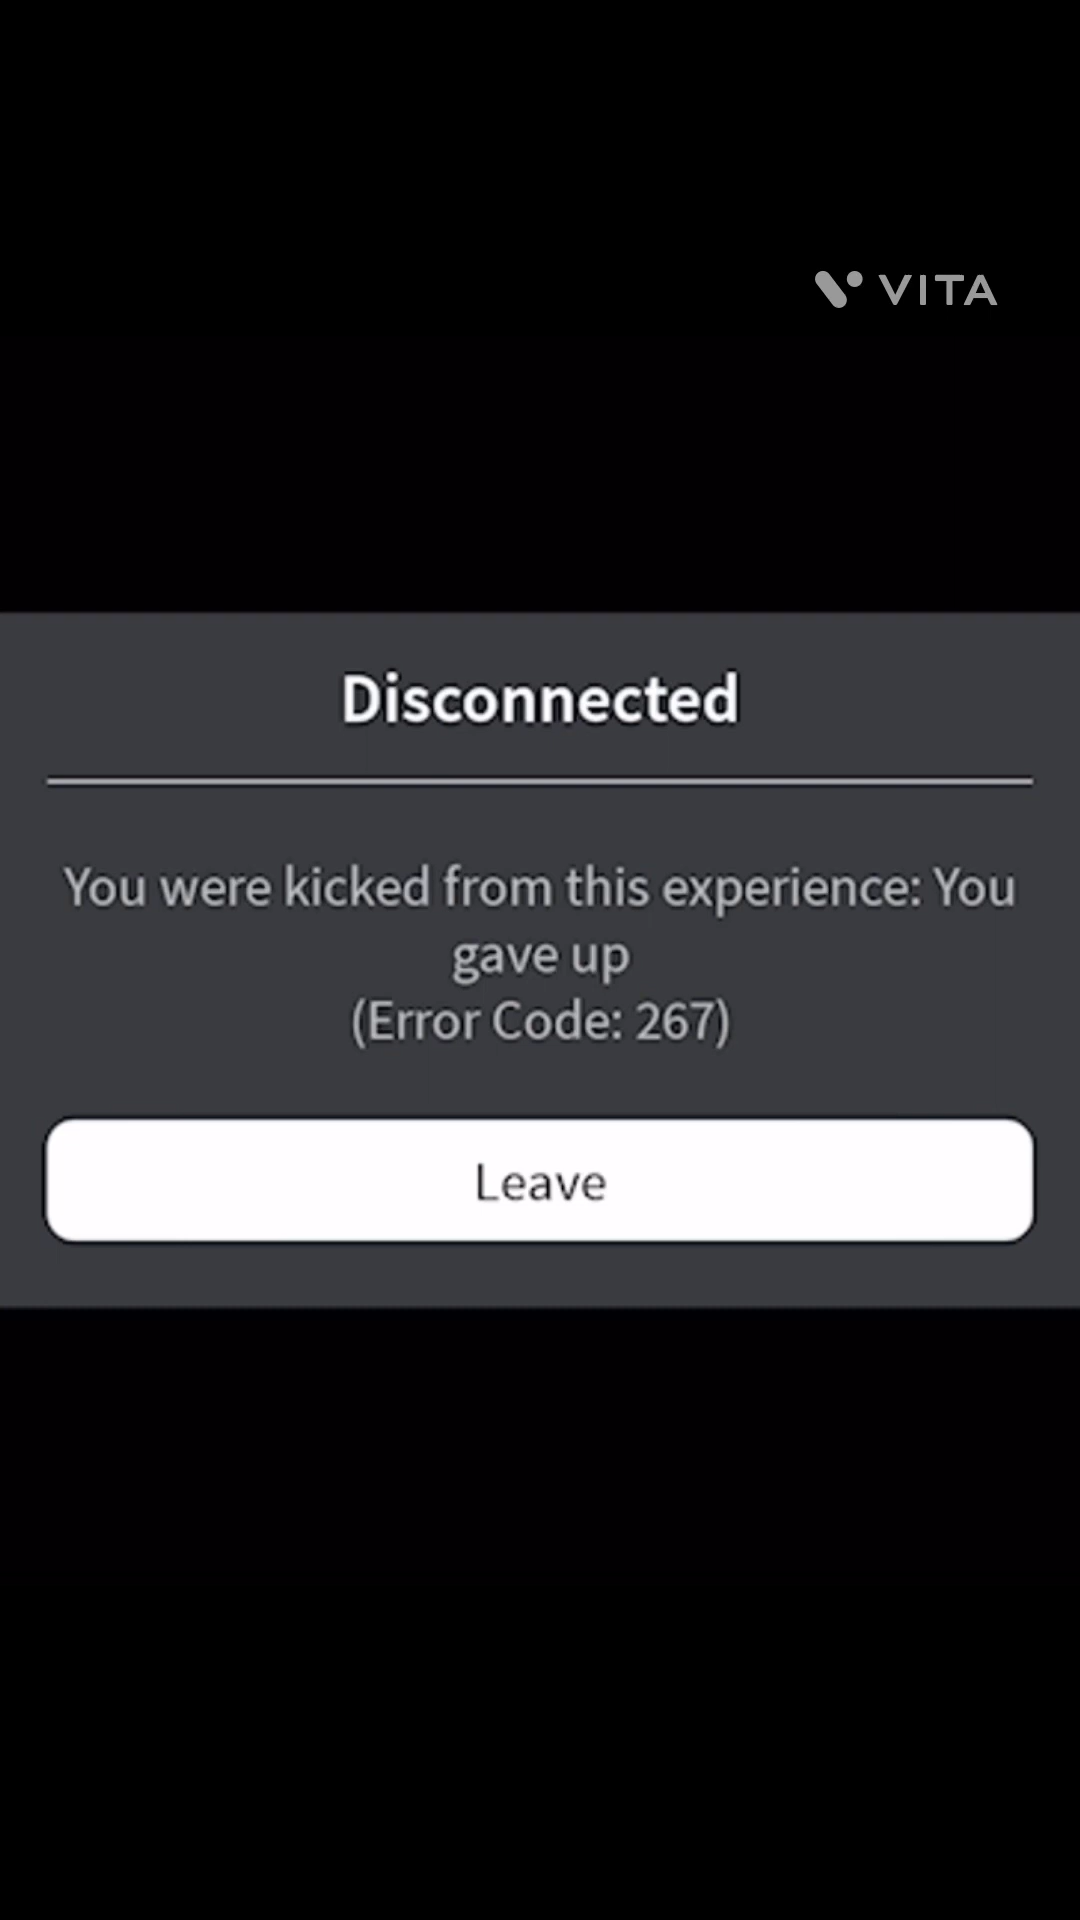 VITA
Disconnected
You were kicked from this experience: You
gave up
(Error Code: 267)
Leave